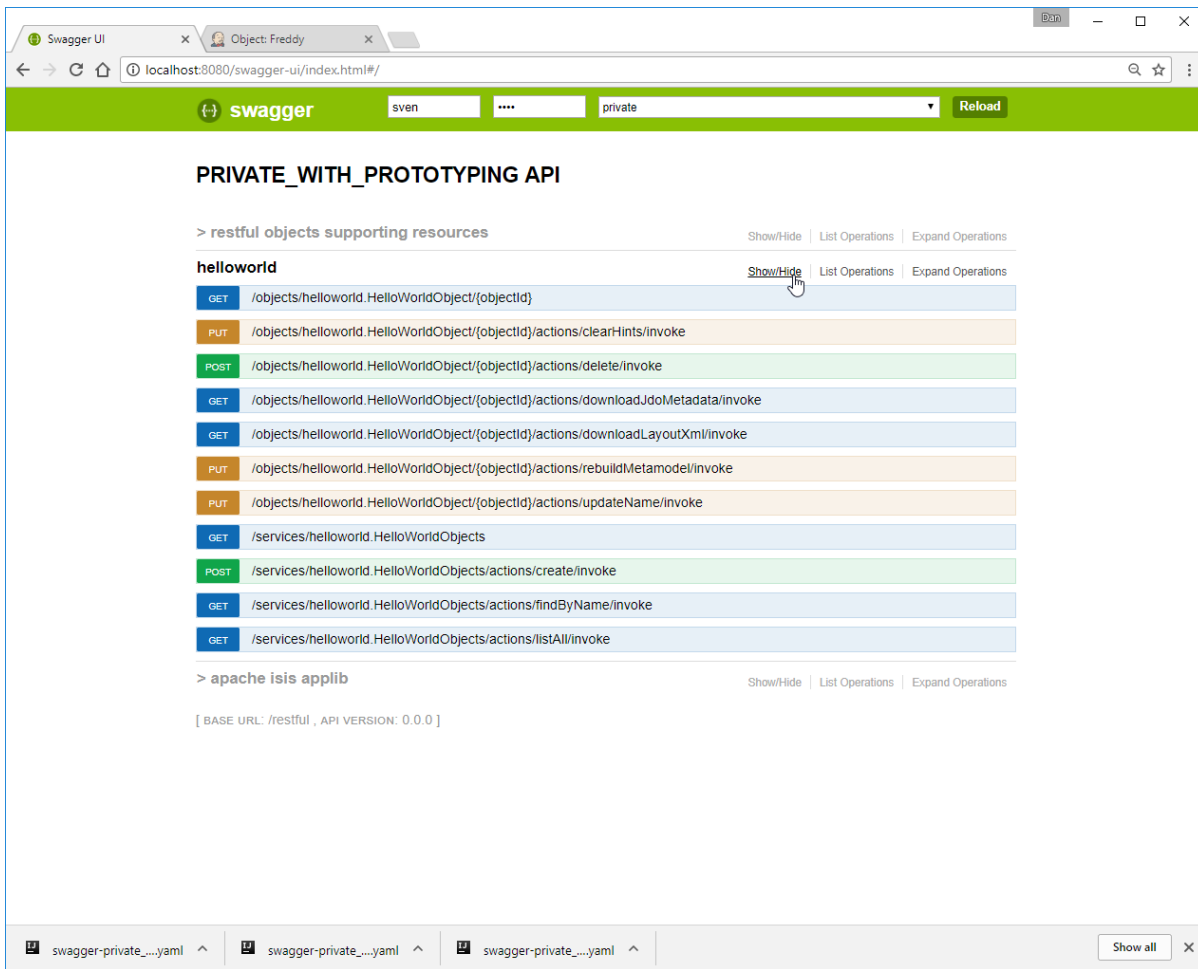 Dan
Swagger UI
Object: Freddy
localhost:8080/swagger-ui/index.html#/
{···} swagger sven •••• private Reload
PRIVATE_WITH_PROTOTYPING API
> restful objects supporting resources Show/Hide List Operations Expand Operations
helloworld Show/Hide List Operations Expand Operations
GET /objects/helloworld.HelloWorldObject/{objectId}
PUT /objects/helloworld.HelloWorldObject/{objectId}/actions/clearHints/invoke
POST /objects/helloworld.HelloWorldObject/{objectId}/actions/delete/invoke
GET /objects/helloworld.HelloWorldObject/{objectId}/actions/downloadJdoMetadata/invoke
GET /objects/helloworld.HelloWorldObject/{objectId}/actions/downloadLayoutXml/invoke
PUT /objects/helloworld.HelloWorldObject/{objectId}/actions/rebuildMetamodel/invoke
PUT /objects/helloworld.HelloWorldObject/{objectId}/actions/updateName/invoke
GET /services/helloworld.HelloWorldObjects
POST /services/helloworld.HelloWorldObjects/actions/create/invoke
GET /services/helloworld.HelloWorldObjects/actions/findByName/invoke
GET /services/helloworld.HelloWorldObjects/actions/listAll/invoke
> apache isis applib Show/Hide List Operations Expand Operations
[ BASE URL: /restful , API VERSION: 0.0.0 ]
IJ swagger-private_....yaml IJ swagger-private_....yaml IJ swagger-private_....yaml Show all